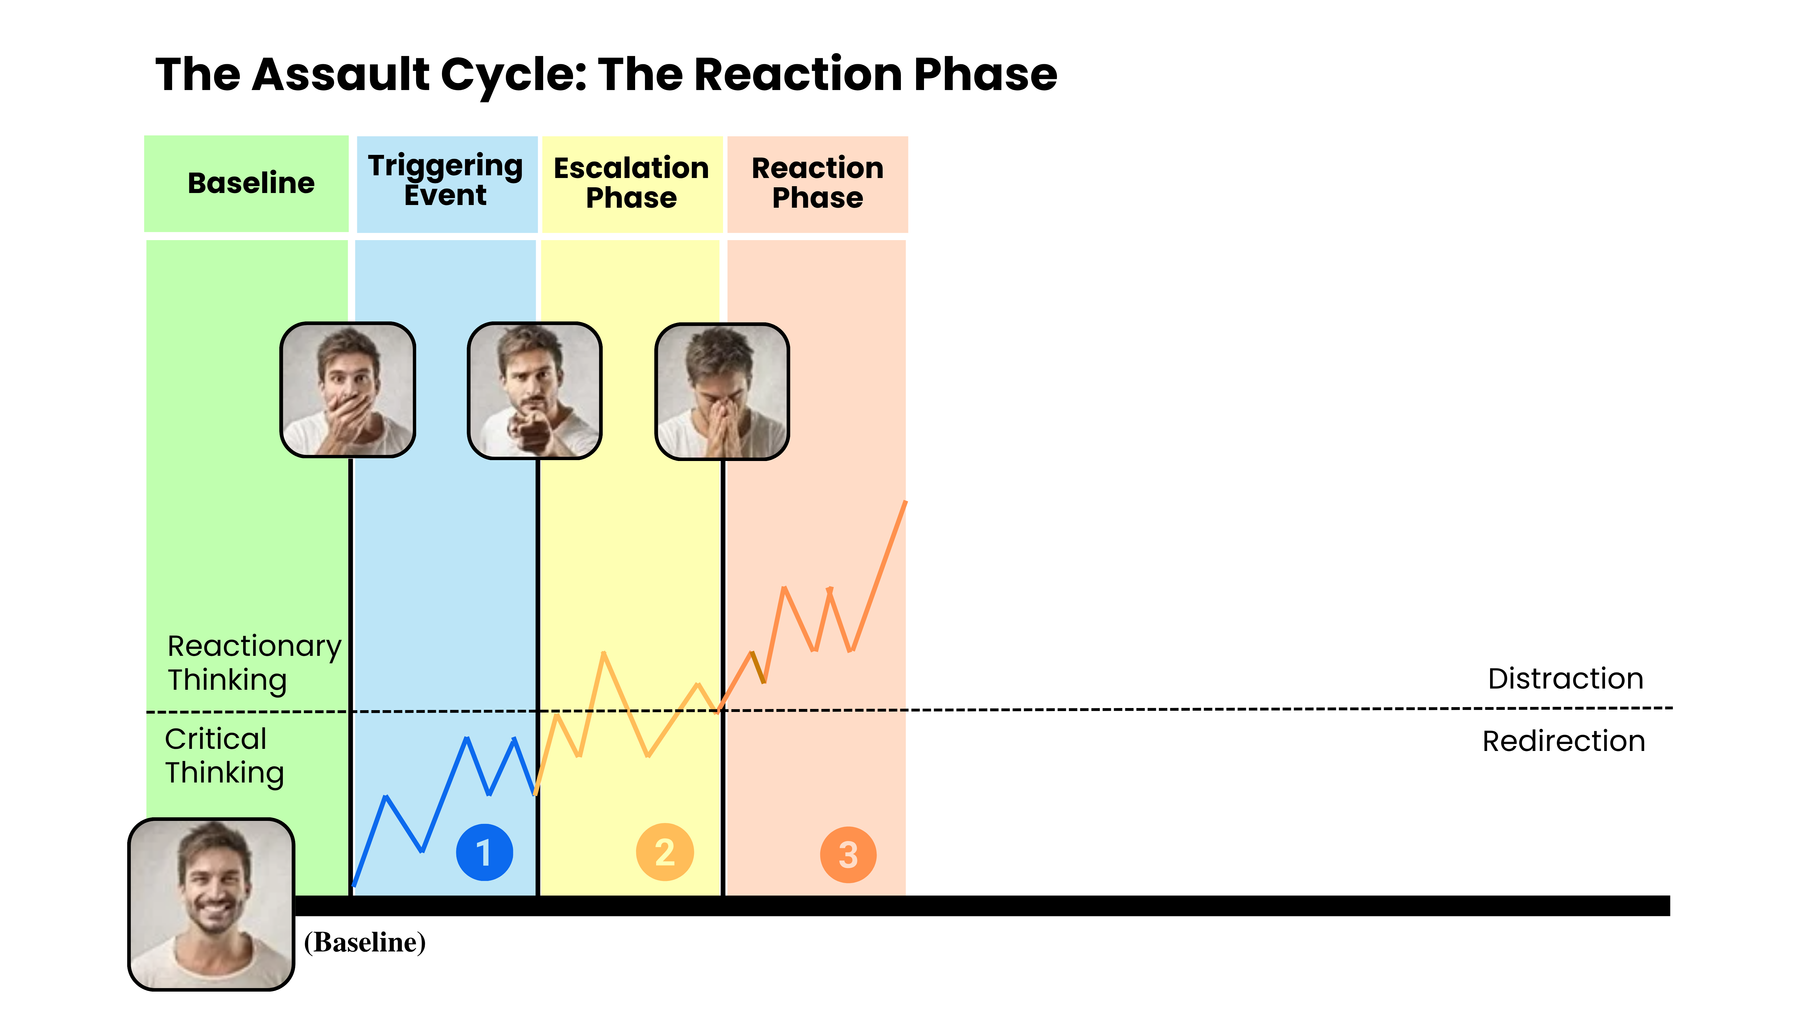 The Assault Cycle: The Reaction Phase
Baseline
Triggering
Event
Escalation
Phase
Reaction
Phase
Reactionary
Thinking
Critical
Thinking
Distraction
Redirection
1
2
3
(Baseline)